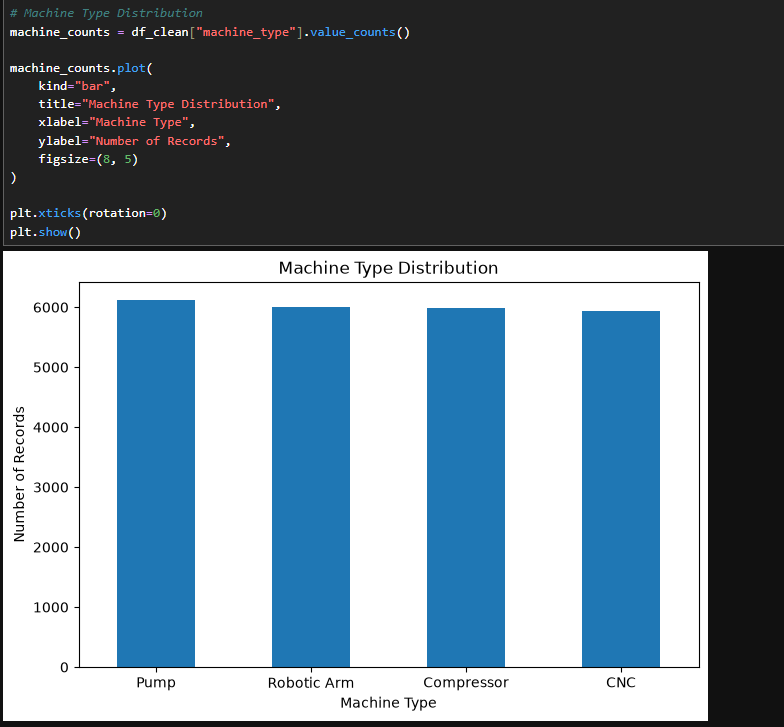 # Machine Type Distribution
machine_counts = df_clean["machine_type"].value_counts()
machine_counts.plot(
    kind="bar",
    title="Machine Type Distribution",
    xlabel="Machine Type",
    ylabel="Number of Records",
    figsize=(8, 5)
)
plt.xticks(rotation=0)
plt.show()
Machine Type Distribution
Number of Records
6000
5000
4000
3000
2000
1000
0
Pump Robotic Arm Compressor CNC
Machine Type